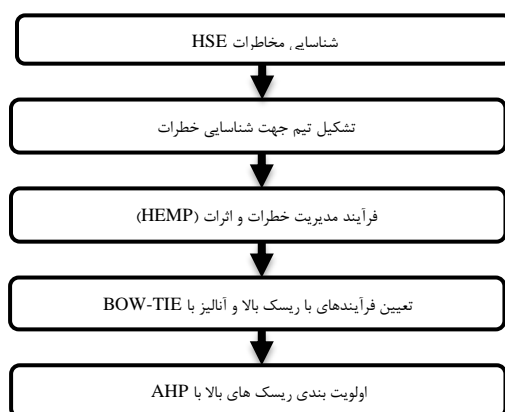 شناسایی مخاطرات HSE
تشکیل تیم جهت شناسایی خطرات
فرآیند مدیریت خطرات و اثرات (HEMP)
تعیین فرآیندهای با ریسک بالا و آنالیز با BOW-TIE
اولویت بندی ریسک های بالا با AHP